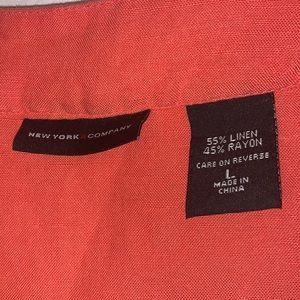 NEW YORK & COMPANY
55% LINEN
45% RAYON
CARE ON REVERSE
L
MADE IN
CHINA